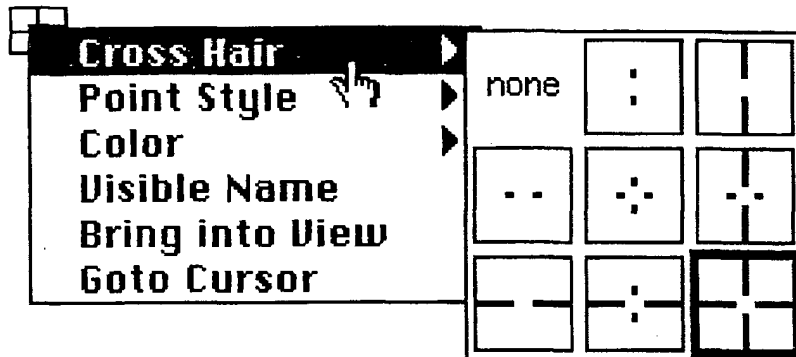 Cross Hair
Point Style
Color
Visible Name
Bring into View
Goto Cursor
none